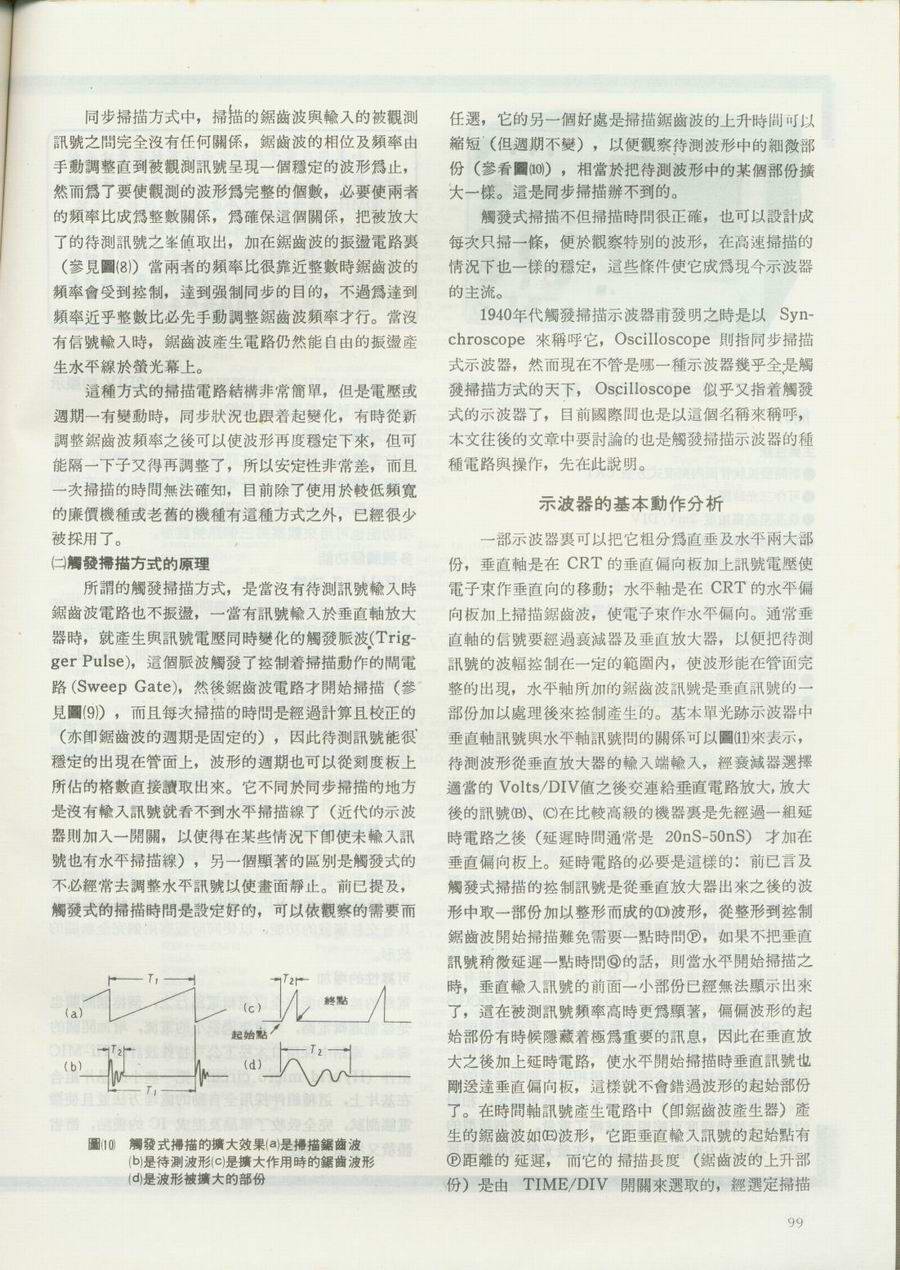 同步掃描方式中，掃描的鋸齒波與輸入的被觀測
訊號之間完全沒有任何關係，鋸齒波的相位及頻率由
手動調整直到被觀測訊號呈現一個穩定的波形爲止，
然而爲了要使觀測的波形爲完整的個數，必要使兩者
的頻率比成爲整數關係，爲確保這個關係，把被放大
了的待測訊號之峯値取出，加在鋸齒波的振盪電路裏
（參見圖⑻）當兩者的頻率比很靠近整數時鋸齒波的
頻率會受到控制，達到强制同步的目的，不過爲達到
頻率近乎整數比必先手動調整鋸齒波頻率才行。當沒
有信號輸入時，鋸齒波產生電路仍然能自由的振盪產
生水平線於螢光幕上。
這種方式的掃描電路結構非常簡單，但是電壓或
週期一有變動時，同步狀況也跟着起變化，有時從新
調整鋸齒波頻率之後可以使波形再度穩定下來，但可
能隔一下子又得再調整了，所以安定性非常差，而且
一次掃描的時間無法確知，目前除了使用於較低頻寬
的廉價機種或老舊的機種有這種方式之外，已經很少
被採用了。
㈡觸發掃描方式的原理
所謂的觸發掃描方式，是當沒有待測訊號輸入時
鋸齒波電路也不振盪，一當有訊號輸入於垂直軸放大
器時，就產生與訊號電壓同時變化的觸發脈波(Trig-
ger Pulse)，這個脈波觸發了控制着掃描動作的閘電
路 (Sweep Gate)，然後鋸齒波電路才開始掃描（參
見圖⑼），而且每次掃描的時間是經過計算且校正的
（亦卽鋸齒波的週期是固定的），因此待測訊號能很
穩定的出現在管面上，波形的週期也可以從刻度板上
所佔的格數直接讀取出來。它不同於同步掃描的地方
是沒有輸入訊號就看不到水平掃描線了（近代的示波
器則加入一開關，以使得在某些情況下卽使未輸入訊
號也有水平掃描線），另一個顯著的區別是觸發式的
不必經常去調整水平訊號以使畫面靜止。前已提及，
觸發式的掃描時間是設定好的，可以依觀察的需要而
T₁
T₂
(a)
(c)
終點
起始點
T₂
T₂
(b)
(d)
T₁
圖⑽　觸發式掃描的擴大效果(a)是掃描鋸齒波
(b)是待測波形(c)是擴大作用時的鋸齒波形
(d)是波形被擴大的部份
任選，它的另一個好處是掃描鋸齒波的上升時間可以
縮短（但週期不變），以便觀察待測波形中的細微部
份（參看圖⑽），相當於把待測波形中的某個部份擴
大一樣。這是同步掃描辦不到的。
觸發式掃描不但掃描時間很正確，也可以設計成
每次只掃一條，便於觀察特別的波形，在高速掃描的
情況下也一樣的穩定，這些條件使它成爲現今示波器
的主流。
1940年代觸發掃描示波器甫發明之時是以 Syn-
chroscope 來稱呼它，Oscilloscope 則指同步掃描
式示波器，然而現在不管是哪一種示波器幾乎全是觸
發掃描方式的天下，Oscilloscope 似乎又指着觸發
式的示波器了，目前國際間也是以這個名稱來稱呼，
本文往後的文章中要討論的也是觸發掃描示波器的種
種電路與操作，先在此說明。
示波器的基本動作分析
一部示波器裏可以把它粗分爲直垂及水平兩大部
份，垂直軸是在 CRT 的垂直偏向板加上訊號電壓使
電子束作垂直向的移動；水平軸是在 CRT 的水平偏
向板加上掃描鋸齒波，使電子束作水平偏向。通常垂
直軸的信號要經過衰減器及垂直放大器，以便把待測
訊號的波幅控制在一定的範圍內，使波形能在管面完
整的出現，水平軸所加的鋸齒波訊號是垂直訊號的一
部份加以處理後來控制產生的。基本單光跡示波器中
垂直軸訊號與水平軸訊號間的關係可以圖⑾來表示，
待測波形從垂直放大器的輸入端輸入，經衰減器選擇
適當的 Volts/DIV値之後交連給垂直電路放大，放大
後的訊號Ⓑ、Ⓒ在比較高級的機器裏是先經過一組延
時電路之後（延遲時間通常是 20nS-50nS）才加在
垂直偏向板上。延時電路的必要是這樣的：前已言及
觸發式掃描的控制訊號是從垂直放大器出來之後的波
形中取一部份加以整形而成的Ⓓ波形，從整形到控制
鋸齒波開始掃描難免需要一點時間Ⓟ，如果不把垂直
訊號稍微延遲一點時間Ⓠ的話，則當水平開始掃描之
時，垂直輸入訊號的前面一小部份已經無法顯示出來
了，這在被測訊號頻率高時更爲顯著，偏偏波形的起
始部份有時候隱藏着極爲重要的訊息，因此在垂直放
大之後加上延時電路，使水平開始掃描時垂直訊號也
剛送達垂直偏向板，這樣就不會錯過波形的起始部份
了。在時間軸訊號產生電路中（卽鋸齒波產生器）產
生的鋸齒波如Ⓔ波形，它距垂直輸入訊號的起始點有
Ⓟ距離的延遲，而它的掃描長度（鋸齒波的上升部
份）是由 TIME/DIV 開關來選取的，經選定掃描
99